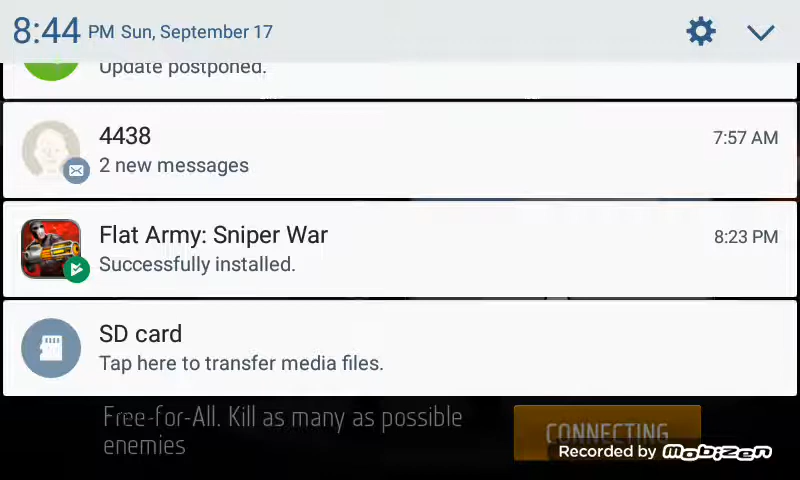 8:44 PM Sun, September 17
Update postponed.
4438 7:57 AM
2 new messages
Flat Army: Sniper War 8:23 PM
Successfully installed.
SD card
Tap here to transfer media files.
Free-for-All. Kill as many as possible
enemies
CONNECTING
Recorded by mobizen